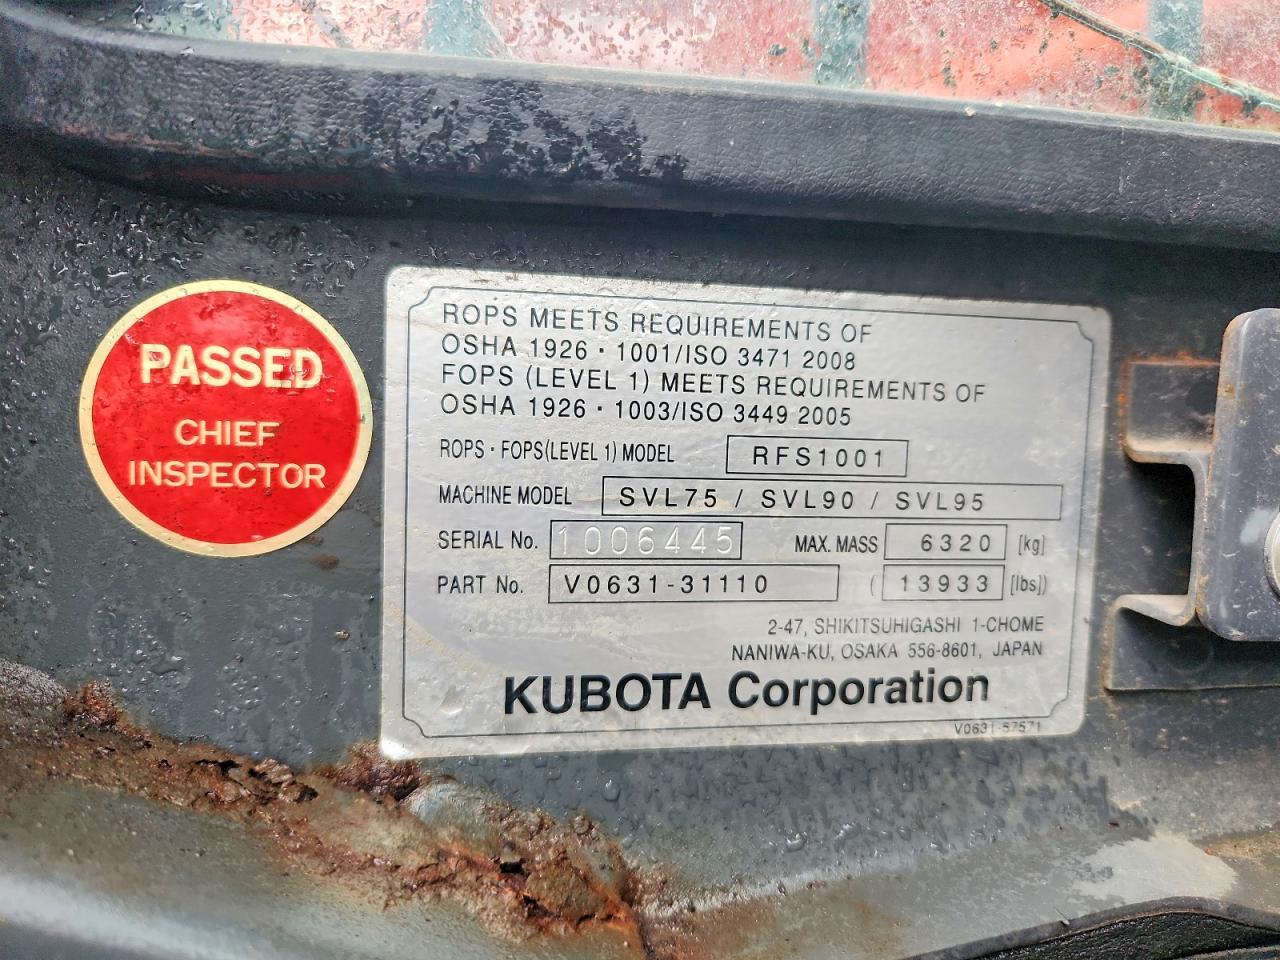 PASSED
CHIEF
INSPECTOR
ROPS MEETS REQUIREMENTS OF
OSHA 1926・1001/ISO 3471 2008
FOPS (LEVEL 1) MEETS REQUIREMENTS OF
OSHA 1926・1003/ISO 3449 2005
ROPS・FOPS(LEVEL 1) MODEL RFS1001
MACHINE MODEL SVL75 / SVL90 / SVL95
SERIAL No. 1006445 MAX. MASS 6320 [kg]
PART No. V0631-31110 (13933 [lbs])
2-47, SHIKITSUHIGASHI 1-CHOME
NANIWA-KU, OSAKA 556-8601, JAPAN
KUBOTA Corporation
V0631-57571